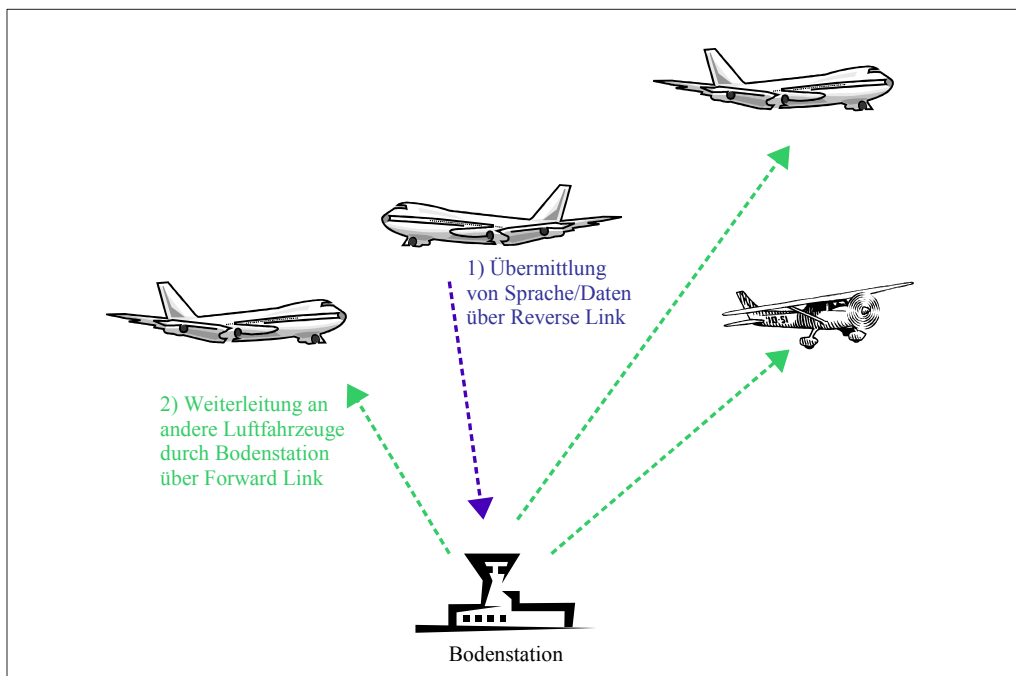 1) Übermittlung
von Sprache/Daten
über Reverse Link
2) Weiterleitung an
andere Luftfahrzeuge
durch Bodenstation
über Forward Link
Bodenstation